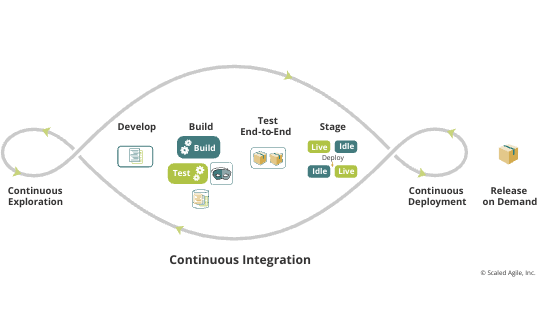 Develop
Build
Test
End-to-End
Stage
Build
Test
Live
Idle
Deploy
Idle
Live
Continuous
Exploration
Continuous
Deployment
Release
on Demand
Continuous Integration
© Scaled Agile, Inc.